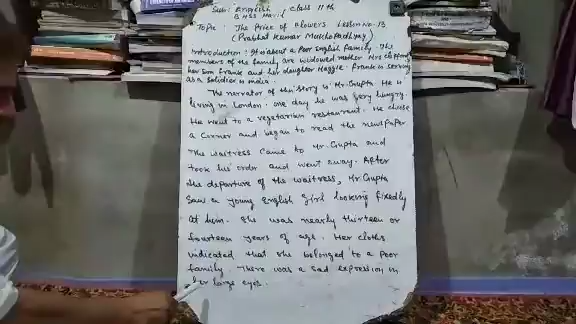 Sub: English, Class 11th
Topic: The Price of Flowers Lesson No. 13
(Prabhat Kumar Mukhopadhyay)
Introduction: It is about a Poor English family. The
members of the family are widowed mother Mrs Clifford,
her son Frank and her daughter Maggie. Frank is serving
as a Soldier in India
The narrator of the story is Mr. Gupta He is
living in London. One day he was very hungry.
He went to a vegetarian restaurant. He chose
a corner and began to read the newspaper
The waitress came to Mr. Gupta and
took his order and went away. After
the departure of the waitress, Mr. Gupta
saw a young English girl looking fixedly
at him. She was nearly thirteen or
fourteen years of age. Her cloths
indicated that she belonged to a poor
family. There was a sad expression in
her large eyes.